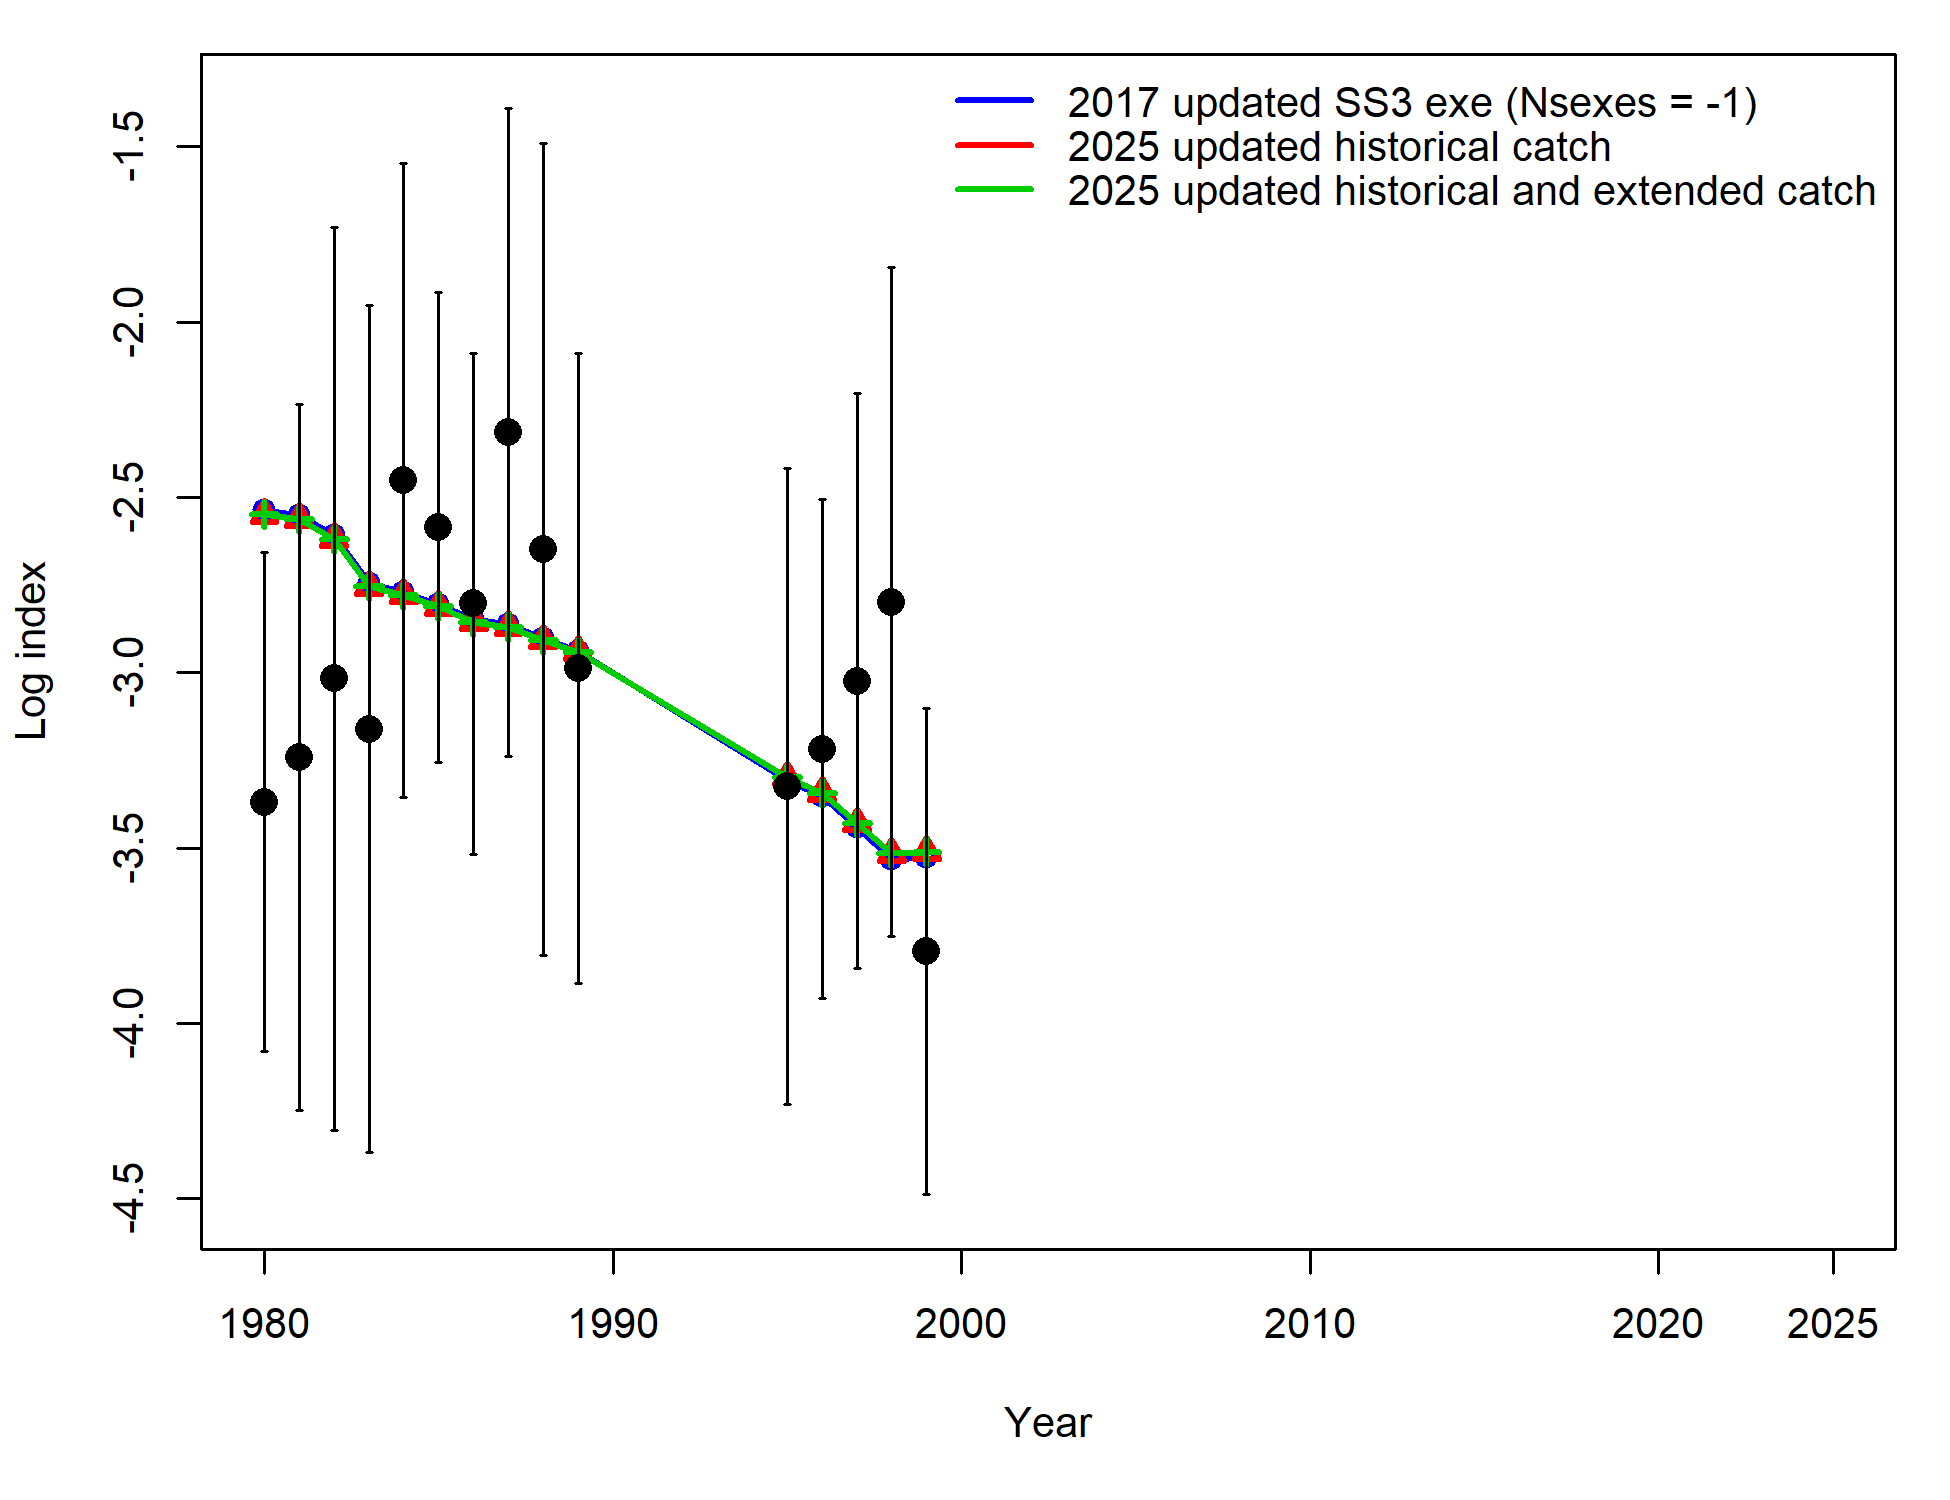 2017 updated SS3 exe (Nsexes = -1)
2025 updated historical catch
2025 updated historical and extended catch
Log index
-1.5
-2.0
-2.5
-3.0
-3.5
-4.0
-4.5
1980 1990 2000 2010 2020 2025
Year